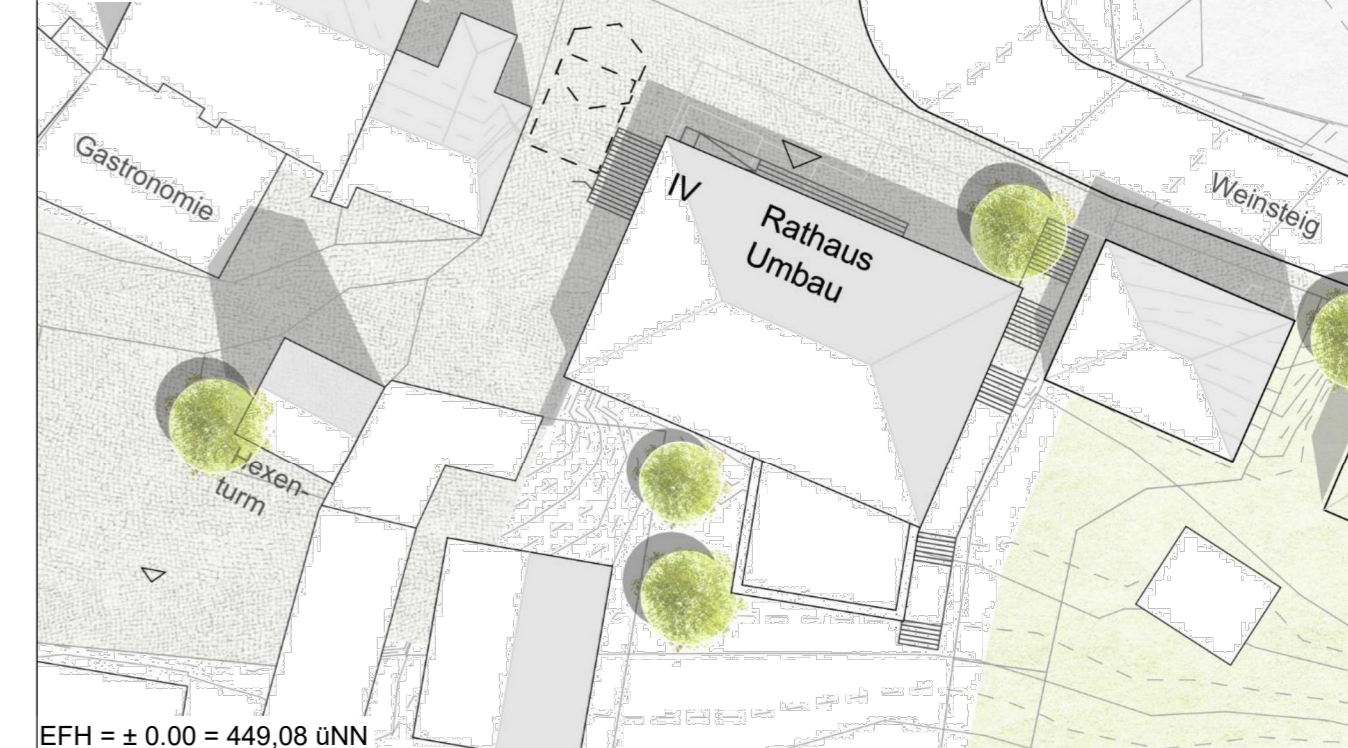 Gastronomie
IV
Rathaus
Umbau
Weinsteig
Hexen-
turm
EFH = ± 0.00 = 449,08 üNN